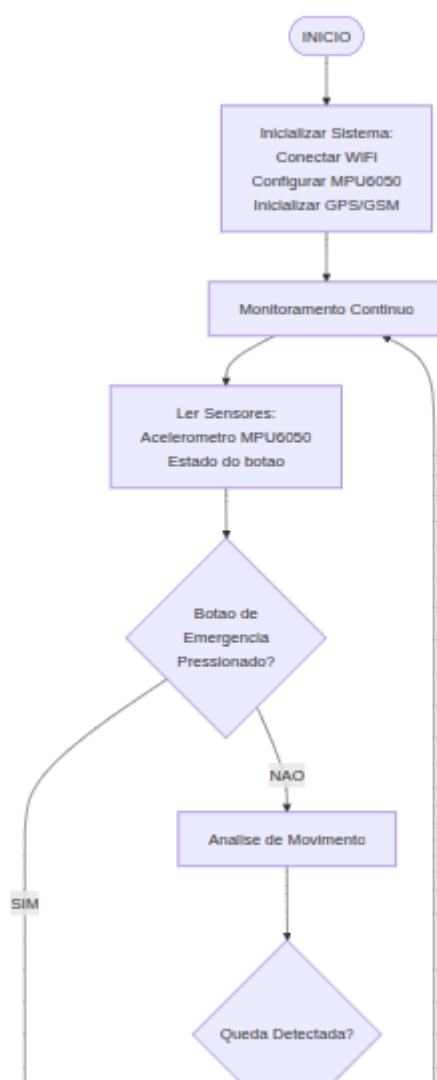 INICIO
Inicializar Sistema:
Conectar WiFi
Configurar MPU6050
Inicializar GPS/GSM
Monitoramento Continuo
Ler Sensores:
Acelerometro MPU6050
Estado do botao
Botao de
Emergencia
Pressionado?
NAO
Analise de Movimento
SIM
Queda Detectada?